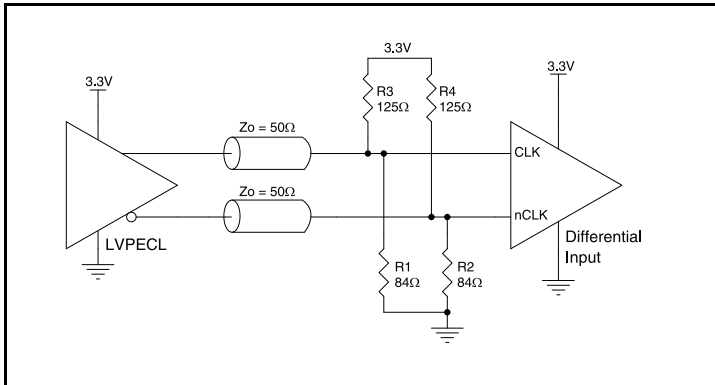 3.3V
3.3V
3.3V
R3
125Ω
R4
125Ω
Zo = 50Ω
CLK
Zo = 50Ω
nCLK
LVPECL
Differential
Input
R1
84Ω
R2
84Ω